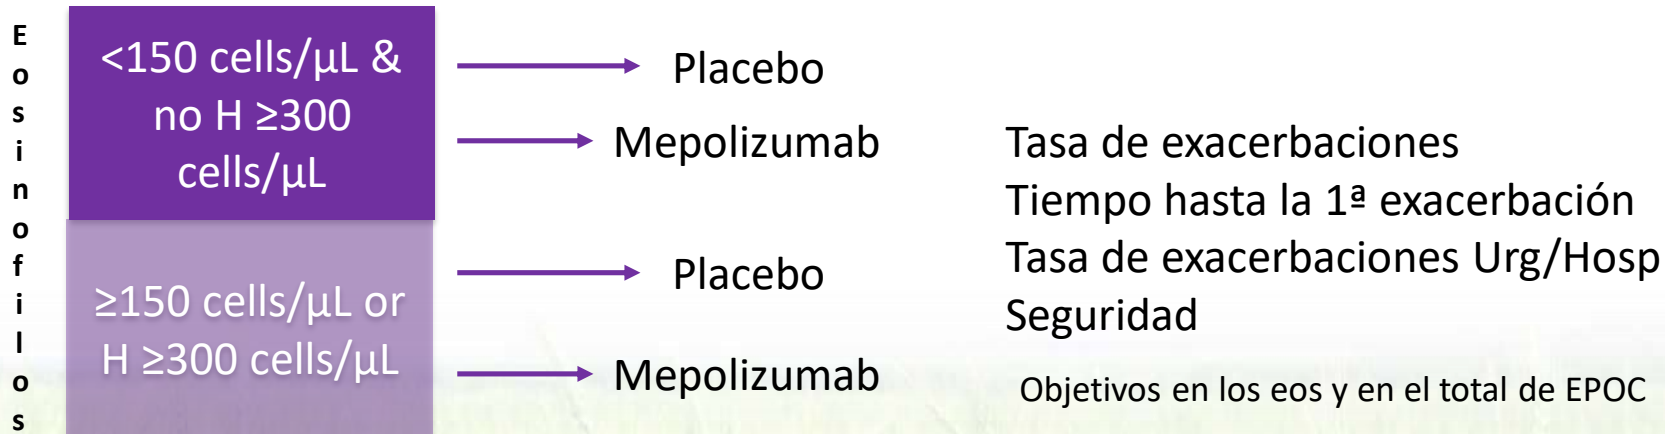 Eosinofilos
<150 cells/µL &
no H ≥300
cells/µL
Placebo
Mepolizumab
≥150 cells/µL or
H ≥300 cells/µL
Placebo
Mepolizumab
Tasa de exacerbaciones
Tiempo hasta la 1ª exacerbación
Tasa de exacerbaciones Urg/Hosp
Seguridad
Objetivos en los eos y en el total de EPOC